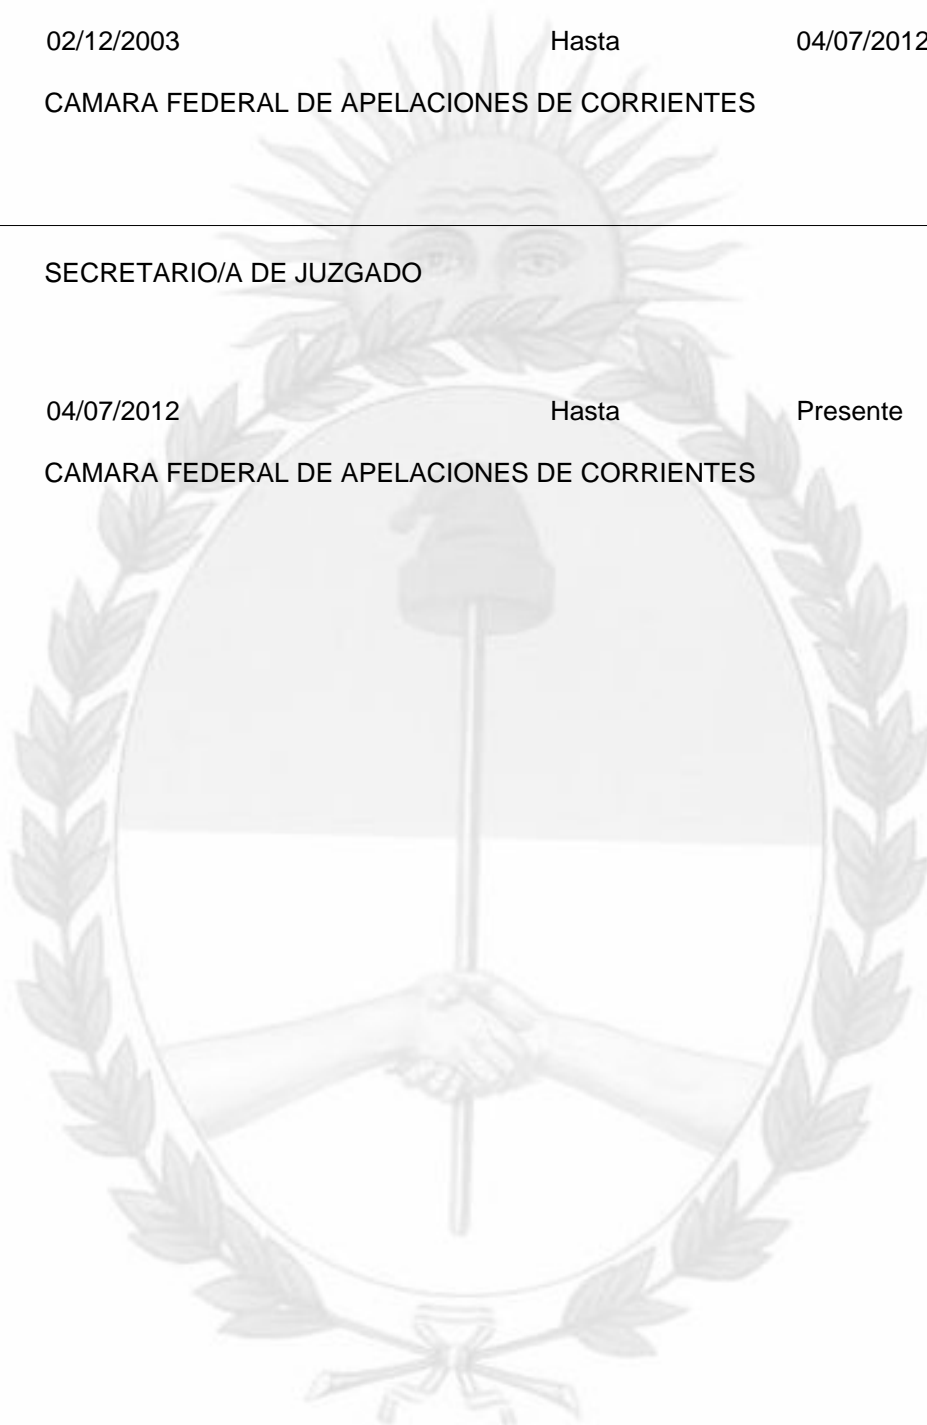 02/12/2003 Hasta 04/07/2012
CAMARA FEDERAL DE APELACIONES DE CORRIENTES
SECRETARIO/A DE JUZGADO
04/07/2012 Hasta Presente
CAMARA FEDERAL DE APELACIONES DE CORRIENTES